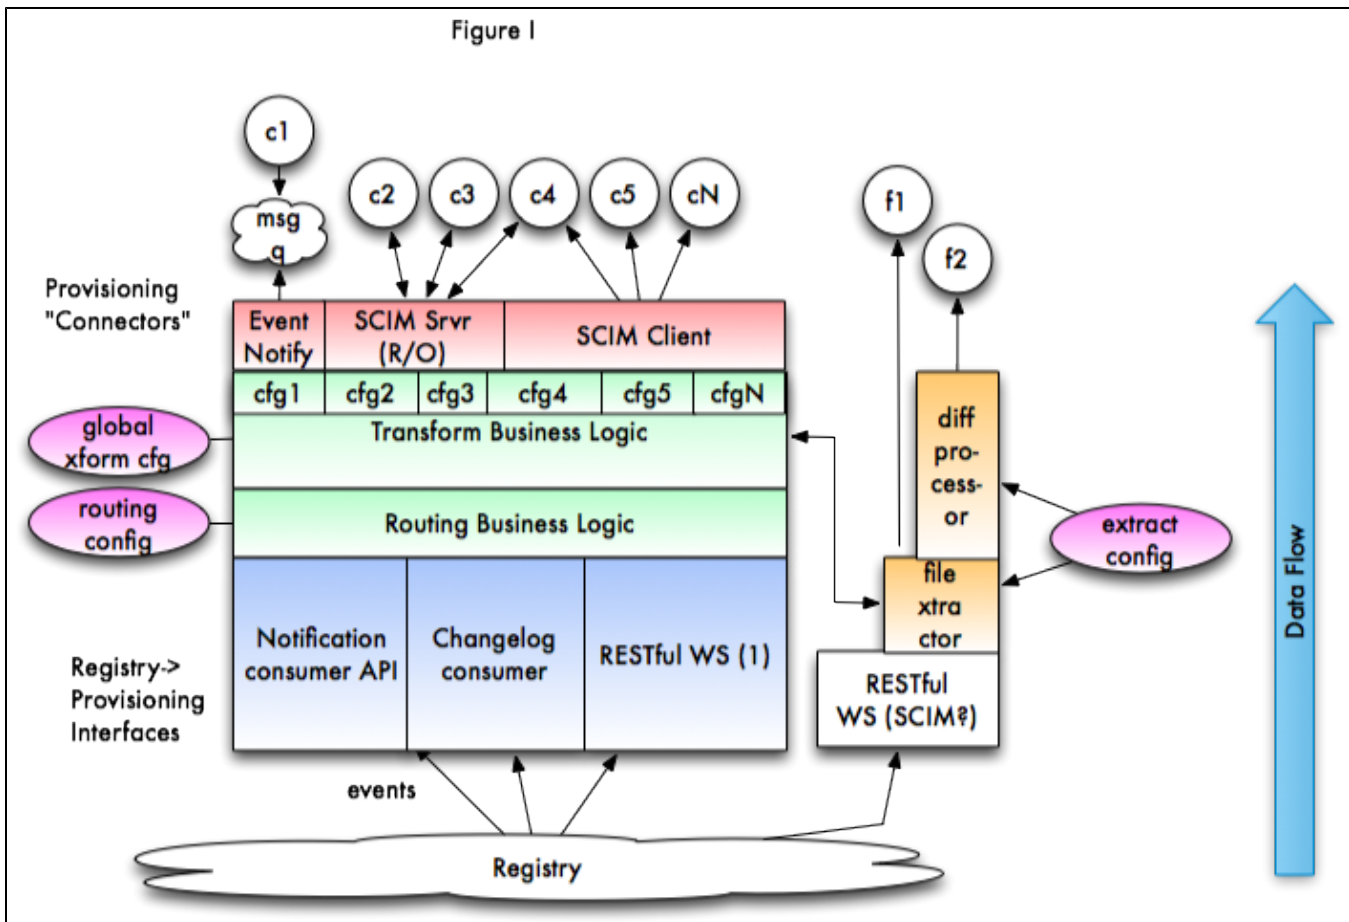 Figure I
c1
c2
c3
c4
c5
cN
f1
msg
q
f2
Provisioning
"Connectors"
Event
Notify
SCIM Srvr
(R/O)
SCIM Client
cfg1
cfg2
cfg3
cfg4
cfg5
cfgN
global
xform cfg
Transform Business Logic
diff
pro-
cess-
or
routing
config
Routing Business Logic
extract
config
Data Flow
file
xtra
ctor
Notification
consumer API
Changelog
consumer
RESTful WS (1)
Registry->
Provisioning
Interfaces
RESTful
WS (SCIM?)
events
Registry